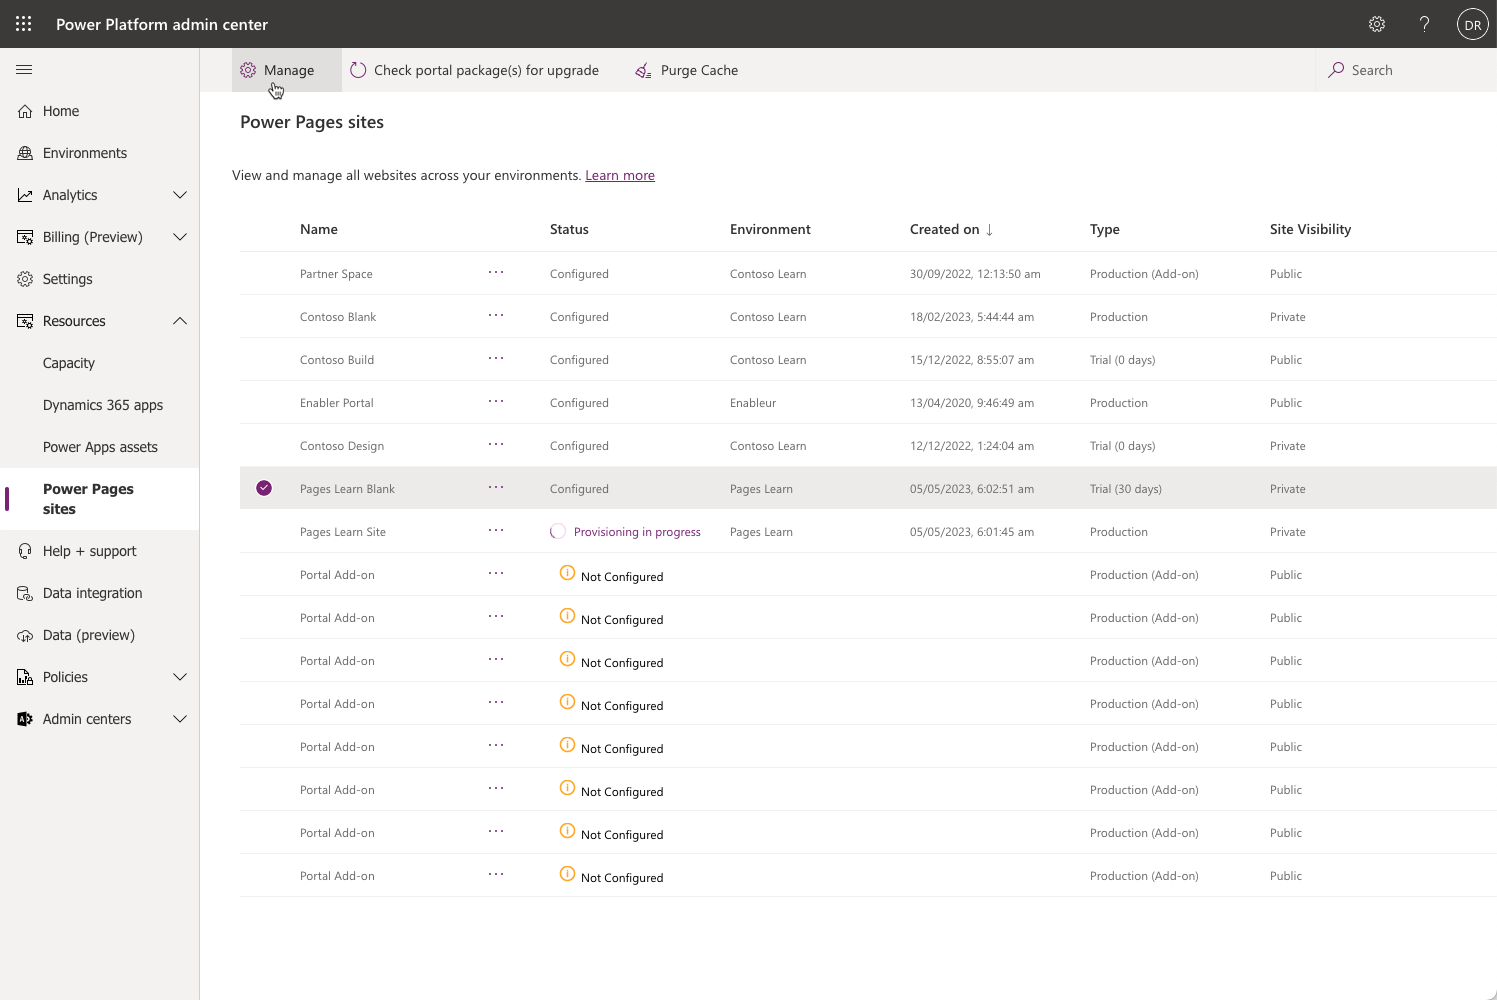 Power Platform admin center
?
DR
Manage
Check portal package(s) for upgrade
Purge Cache
Search
Home
Environments
Analytics
Billing (Preview)
Settings
Resources
Capacity
Dynamics 365 apps
Power Apps assets
Power Pages
sites
Help + support
Data integration
Data (preview)
Policies
Admin centers
Power Pages sites
View and manage all websites across your environments. Learn more
Name Status Environment Created on ↓ Type Site Visibility
Partner Space ··· Configured Contoso Learn 30/09/2022, 12:13:50 am Production (Add-on) Public
Contoso Blank ··· Configured Contoso Learn 18/02/2023, 5:44:44 am Production Private
Contoso Build ··· Configured Contoso Learn 15/12/2022, 8:55:07 am Trial (0 days) Public
Enabler Portal ··· Configured Enableur 13/04/2020, 9:46:49 am Production Public
Contoso Design ··· Configured Contoso Learn 12/12/2022, 1:24:04 am Trial (0 days) Private
Pages Learn Blank ··· Configured Pages Learn 05/05/2023, 6:02:51 am Trial (30 days) Private
Pages Learn Site ··· Provisioning in progress Pages Learn 05/05/2023, 6:01:45 am Production Private
Portal Add-on ··· Not Configured Production (Add-on) Public
Portal Add-on ··· Not Configured Production (Add-on) Public
Portal Add-on ··· Not Configured Production (Add-on) Public
Portal Add-on ··· Not Configured Production (Add-on) Public
Portal Add-on ··· Not Configured Production (Add-on) Public
Portal Add-on ··· Not Configured Production (Add-on) Public
Portal Add-on ··· Not Configured Production (Add-on) Public
Portal Add-on ··· Not Configured Production (Add-on) Public